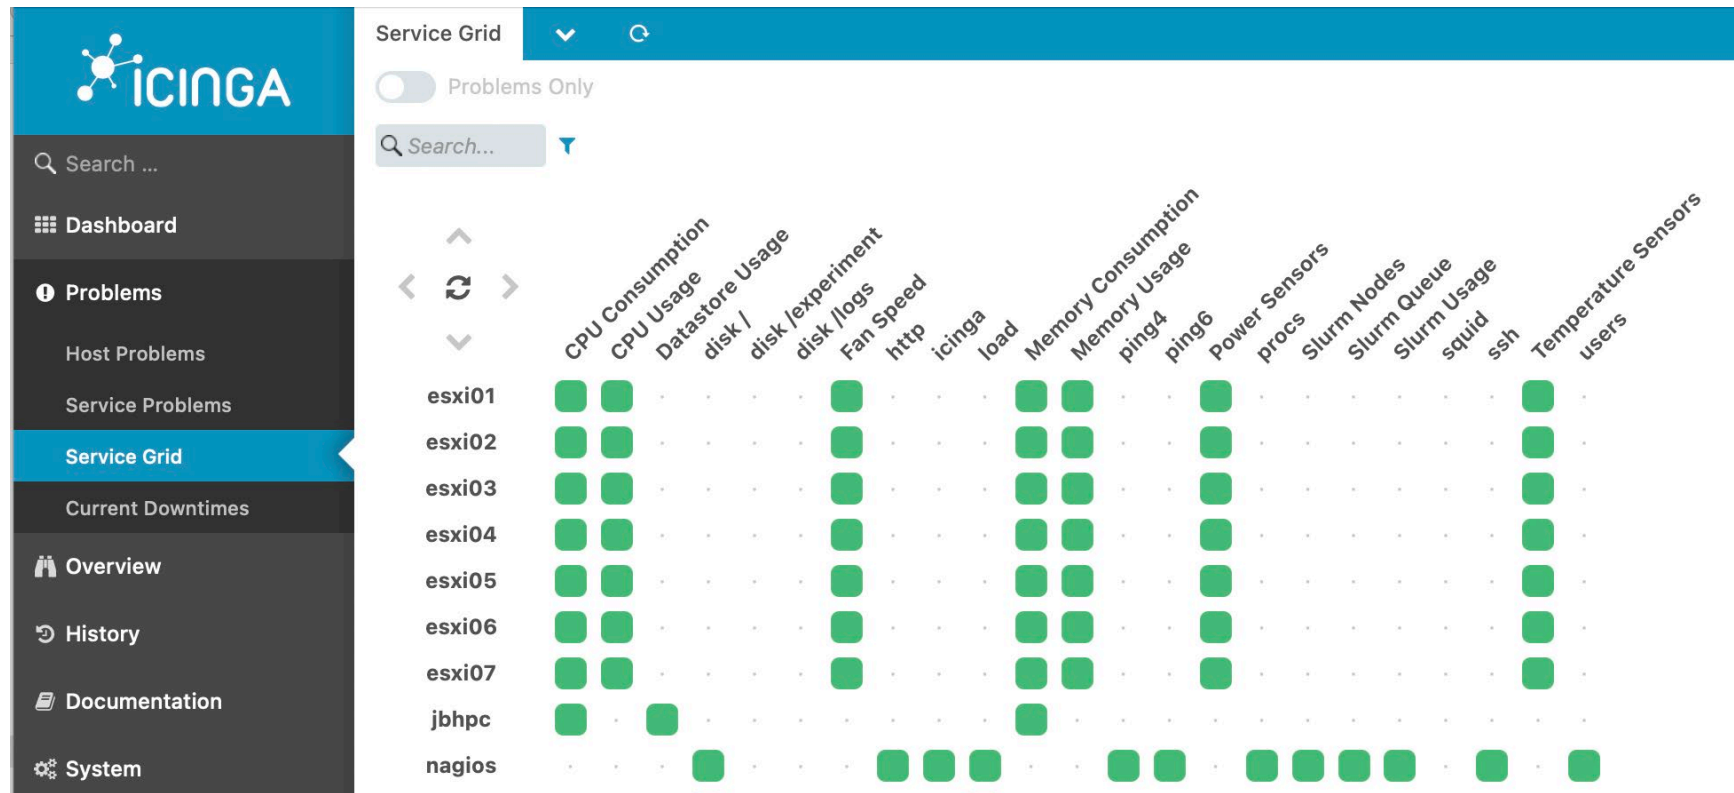 ICINGA
Search ...
Dashboard
Problems
Host Problems
Service Problems
Service Grid
Current Downtimes
Overview
History
Documentation
System
Service Grid
Problems Only
Search...
CPU Consumption
CPU Usage
Datastore Usage
disk /
disk /experiment
disk /logs
Fan Speed
http
icinga
load
Memory Consumption
Memory Usage
ping4
ping6
Power Sensors
procs
Slurm Nodes
Slurm Queue
Slurm Usage
squid
ssh
Temperature Sensors
users
esxi01
esxi02
esxi03
esxi04
esxi05
esxi06
esxi07
jbhpc
nagios